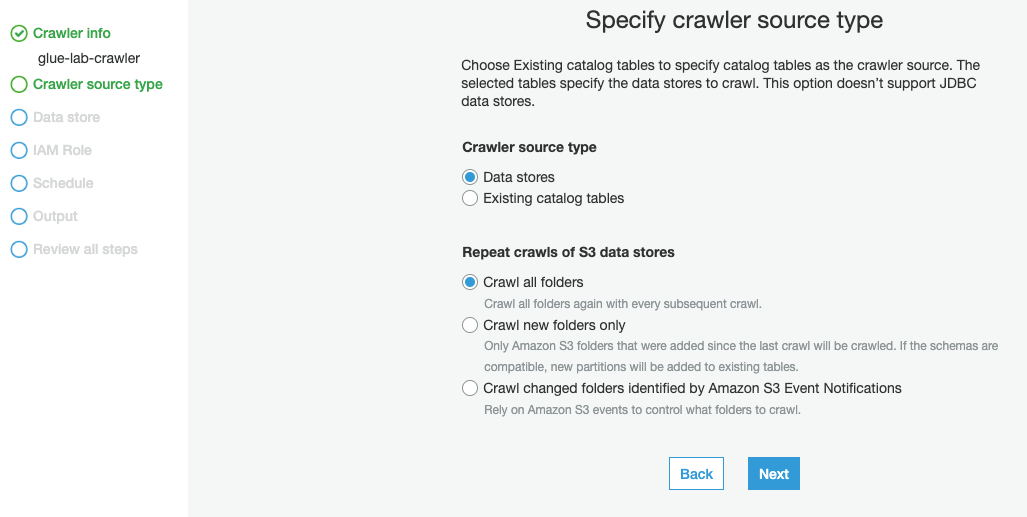 Crawler info
glue-lab-crawler
Crawler source type
Data store
IAM Role
Schedule
Output
Review all steps
Specify crawler source type
Choose Existing catalog tables to specify catalog tables as the crawler source. The
selected tables specify the data stores to crawl. This option doesn't support JDBC
data stores.
Crawler source type
Data stores
Existing catalog tables
Repeat crawls of S3 data stores
Crawl all folders
Crawl all folders again with every subsequent crawl.
Crawl new folders only
Only Amazon S3 folders that were added since the last crawl will be crawled. If the schemas are
compatible, new partitions will be added to existing tables.
Crawl changed folders identified by Amazon S3 Event Notifications
Rely on Amazon S3 events to control what folders to crawl.
Back
Next